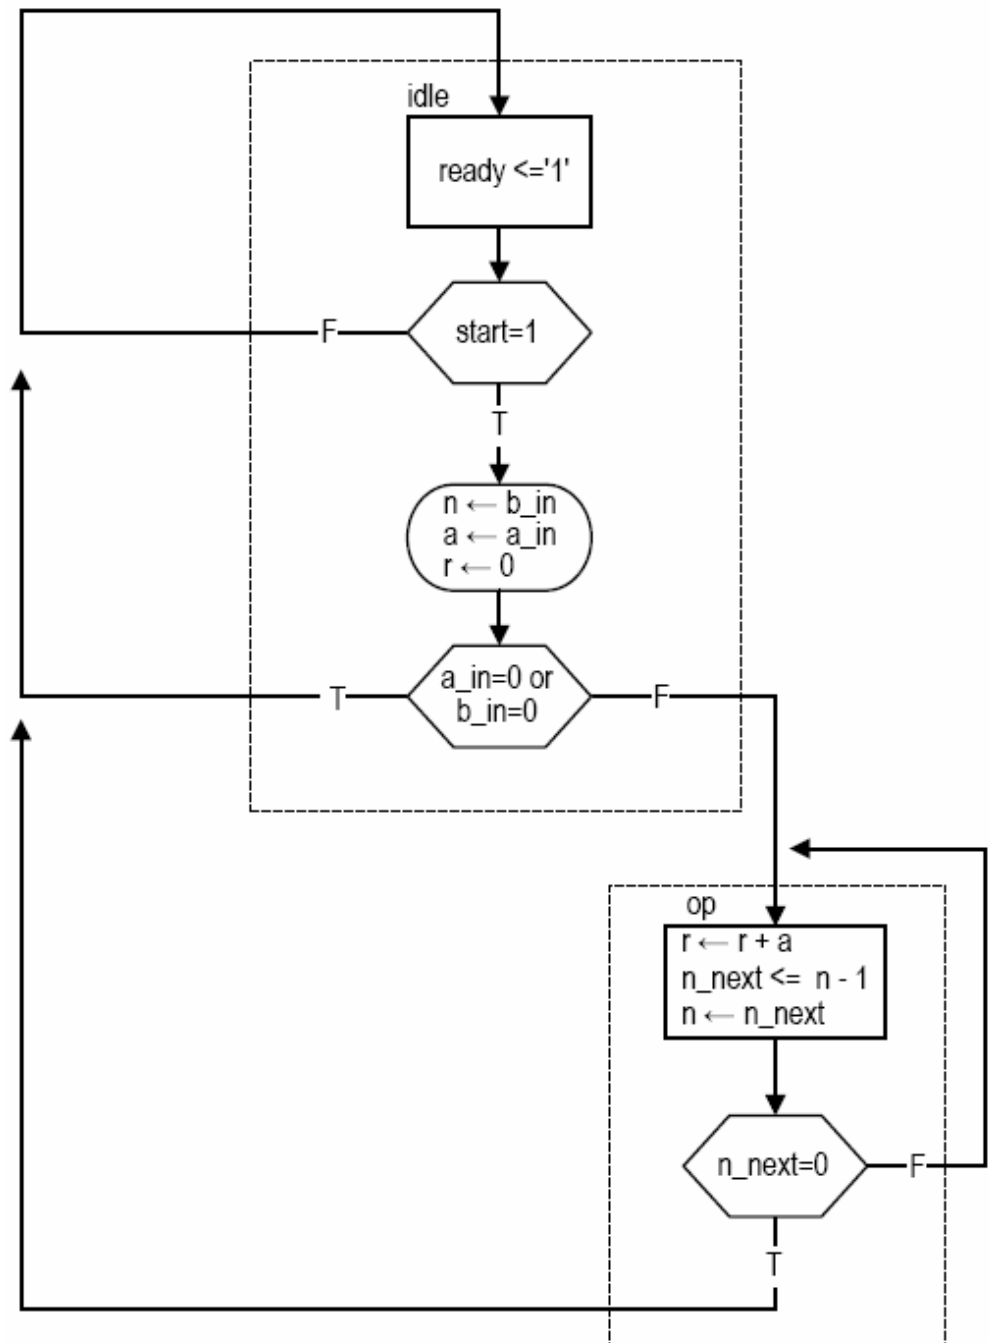 idle
ready <='1'
start=1
F
T
n ← b_in
a ← a_in
r ← 0
a_in=0 or
b_in=0
T
F
op
r ← r + a
n_next <= n - 1
n ← n_next
n_next=0
F
T